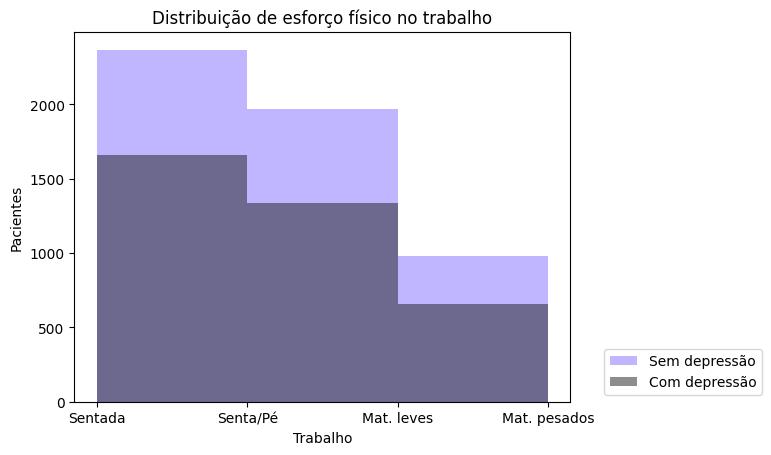 Distribuição de esforço físico no trabalho
Pacientes
2000
1500
1000
500
0
Sentada
Senta/Pé
Mat. leves
Mat. pesados
Trabalho
Sem depressão
Com depressão